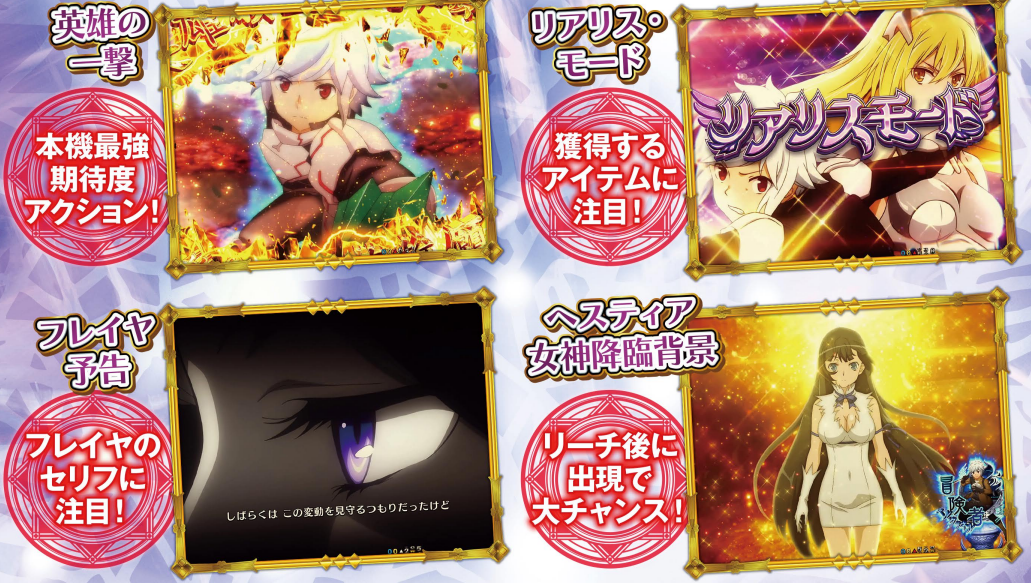 英雄の
一撃
本機最強
期待度
アクション!
リアリス・
モード
獲得する
アイテムに
注目!
リアリスモード
フレイヤ
予告
フレイヤの
セリフに
注目!
しばらくは この変動を見守るつもりだったけど
ヘスティア
女神降臨背景
リーチ後に
出現で
大チャンス!
冒険者